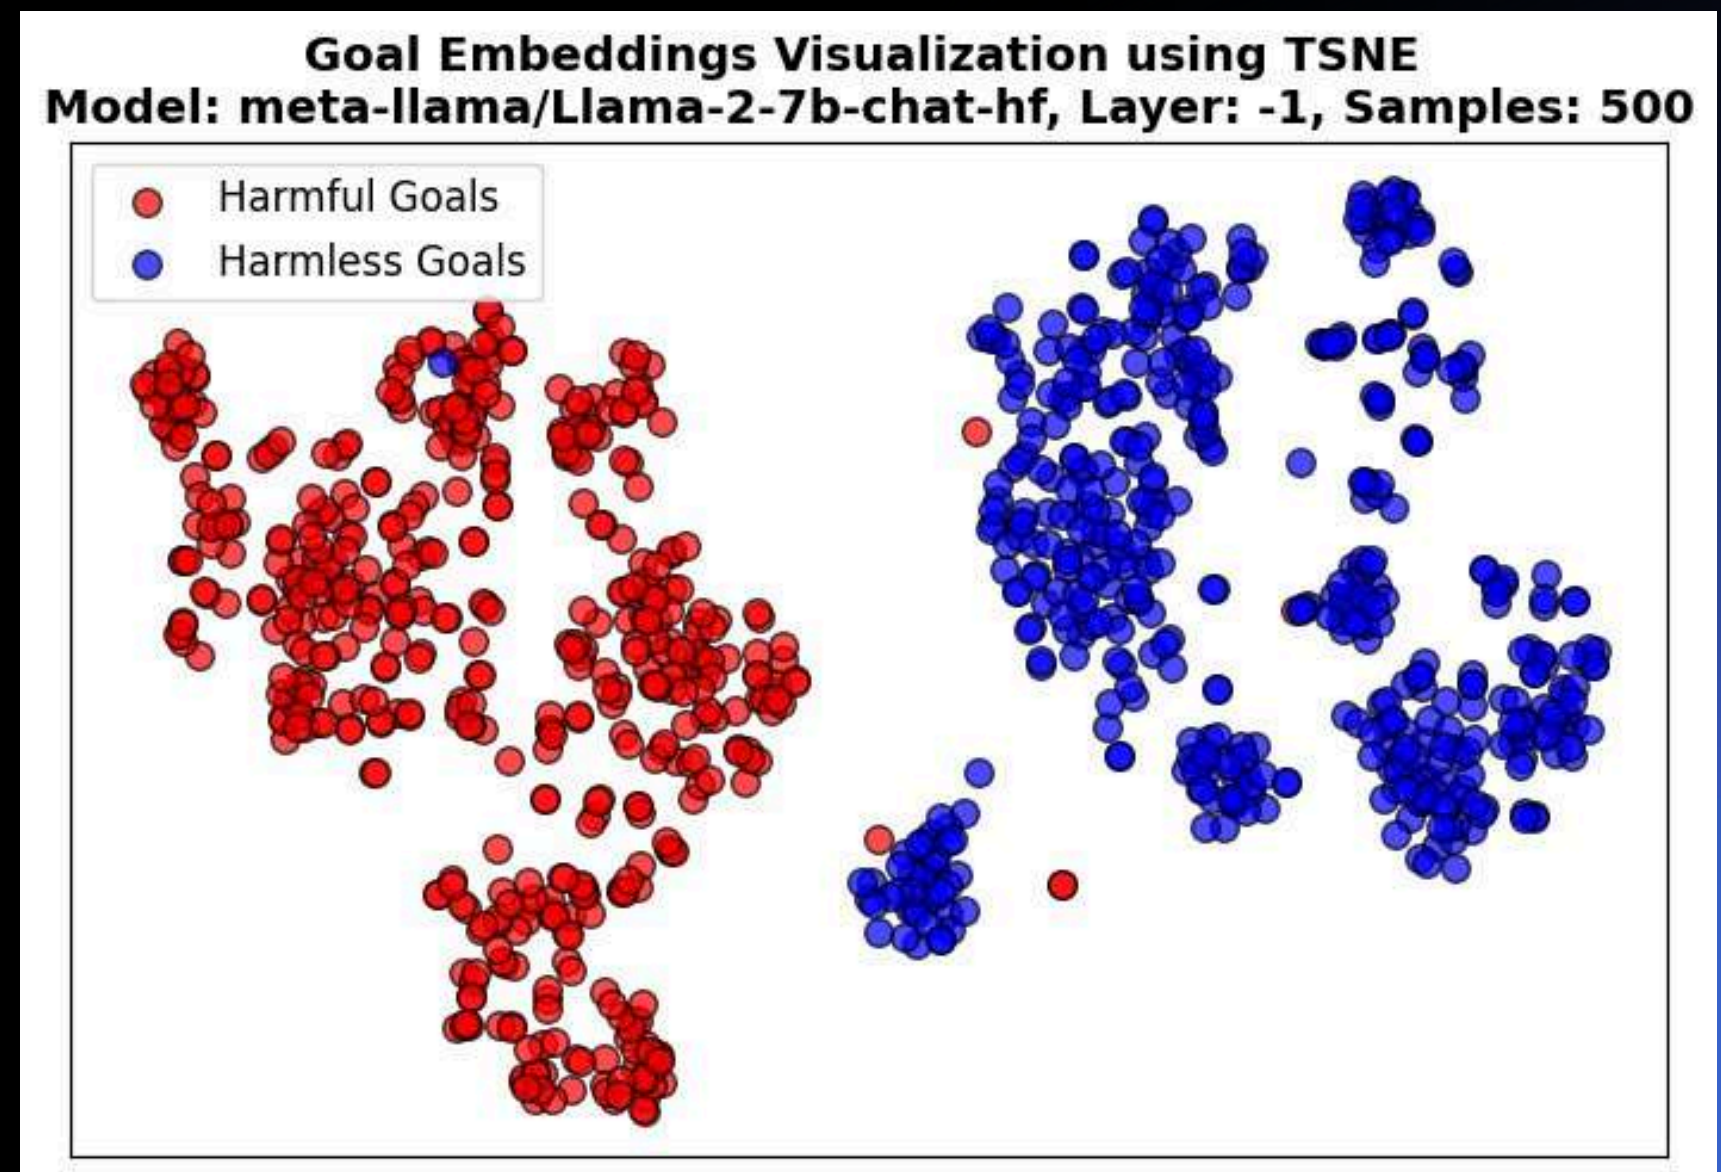 Goal Embeddings Visualization using TSNE
Model: meta-llama/Llama-2-7b-chat-hf, Layer: -1, Samples: 500
Harmful Goals
Harmless Goals